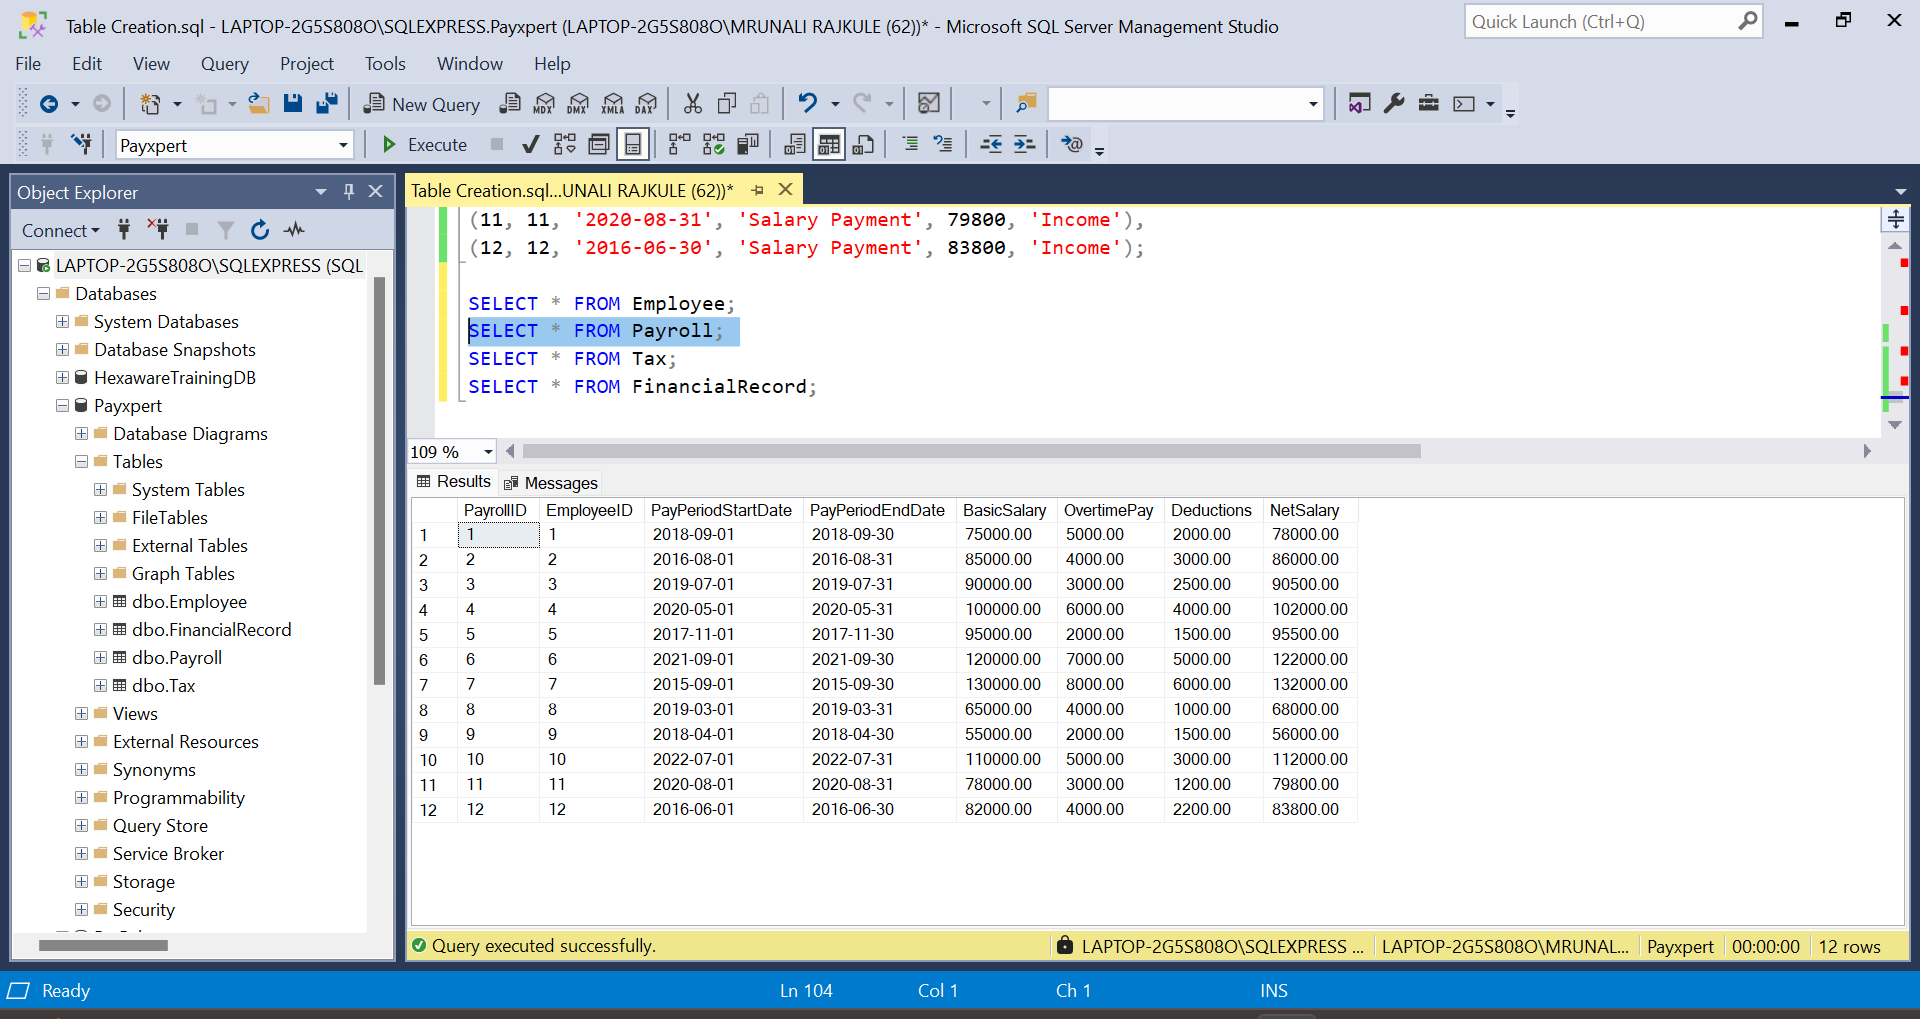 Table Creation.sql - LAPTOP-2G5S808O\SQLEXPRESS.Payxpert (LAPTOP-2G5S808O\MRUNALI RAJKULE (62))* - Microsoft SQL Server Management Studio
Quick Launch (Ctrl+Q)
File Edit View Query Project Tools Window Help
New Query MDX DMX XMLA DAX
Payxpert Execute
Object Explorer
Connect
LAPTOP-2G5S808O\SQLEXPRESS (SQL
Databases
System Databases
Database Snapshots
HexawareTrainingDB
Payxpert
Database Diagrams
Tables
System Tables
FileTables
External Tables
Graph Tables
dbo.Employee
dbo.FinancialRecord
dbo.Payroll
dbo.Tax
Views
External Resources
Synonyms
Programmability
Query Store
Service Broker
Storage
Security
Table Creation.sql...UNALI RAJKULE (62))*
(11, 11, '2020-08-31', 'Salary Payment', 79800, 'Income'),
(12, 12, '2016-06-30', 'Salary Payment', 83800, 'Income');
SELECT * FROM Employee;
SELECT * FROM Payroll;
SELECT * FROM Tax;
SELECT * FROM FinancialRecord;
109 %
Results Messages
PayrollID EmployeeID PayPeriodStartDate PayPeriodEndDate BasicSalary OvertimePay Deductions NetSalary
1 1 1 2018-09-01 2018-09-30 75000.00 5000.00 2000.00 78000.00
2 2 2 2016-08-01 2016-08-31 85000.00 4000.00 3000.00 86000.00
3 3 3 2019-07-01 2019-07-31 90000.00 3000.00 2500.00 90500.00
4 4 4 2020-05-01 2020-05-31 100000.00 6000.00 4000.00 102000.00
5 5 5 2017-11-01 2017-11-30 95000.00 2000.00 1500.00 95500.00
6 6 6 2021-09-01 2021-09-30 120000.00 7000.00 5000.00 122000.00
7 7 7 2015-09-01 2015-09-30 130000.00 8000.00 6000.00 132000.00
8 8 8 2019-03-01 2019-03-31 65000.00 4000.00 1000.00 68000.00
9 9 9 2018-04-01 2018-04-30 55000.00 2000.00 1500.00 56000.00
10 10 10 2022-07-01 2022-07-31 110000.00 5000.00 3000.00 112000.00
11 11 11 2020-08-01 2020-08-31 78000.00 3000.00 1200.00 79800.00
12 12 12 2016-06-01 2016-06-30 82000.00 4000.00 2200.00 83800.00
Query executed successfully. LAPTOP-2G5S808O\SQLEXPRESS ... LAPTOP-2G5S808O\MRUNAL... Payxpert 00:00:00 12 rows
Ready Ln 104 Col 1 Ch 1 INS